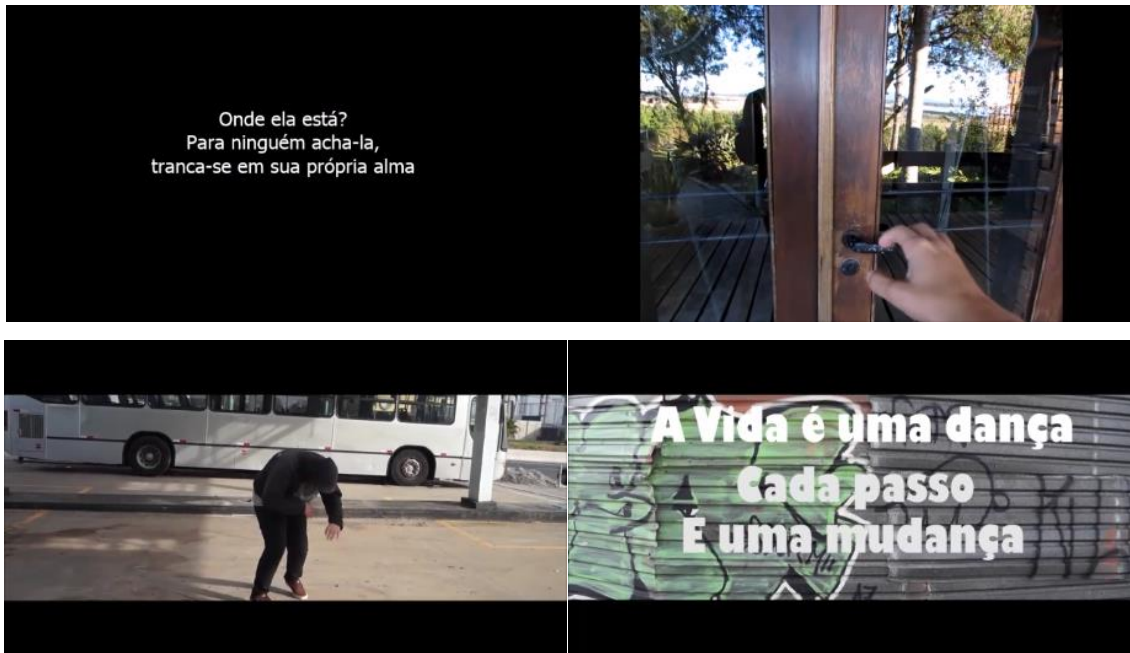 Onde ela está?
Para ninguém acha-la,
tranca-se em sua própria alma
A Vida é uma dança
Cada passo
É uma mudança